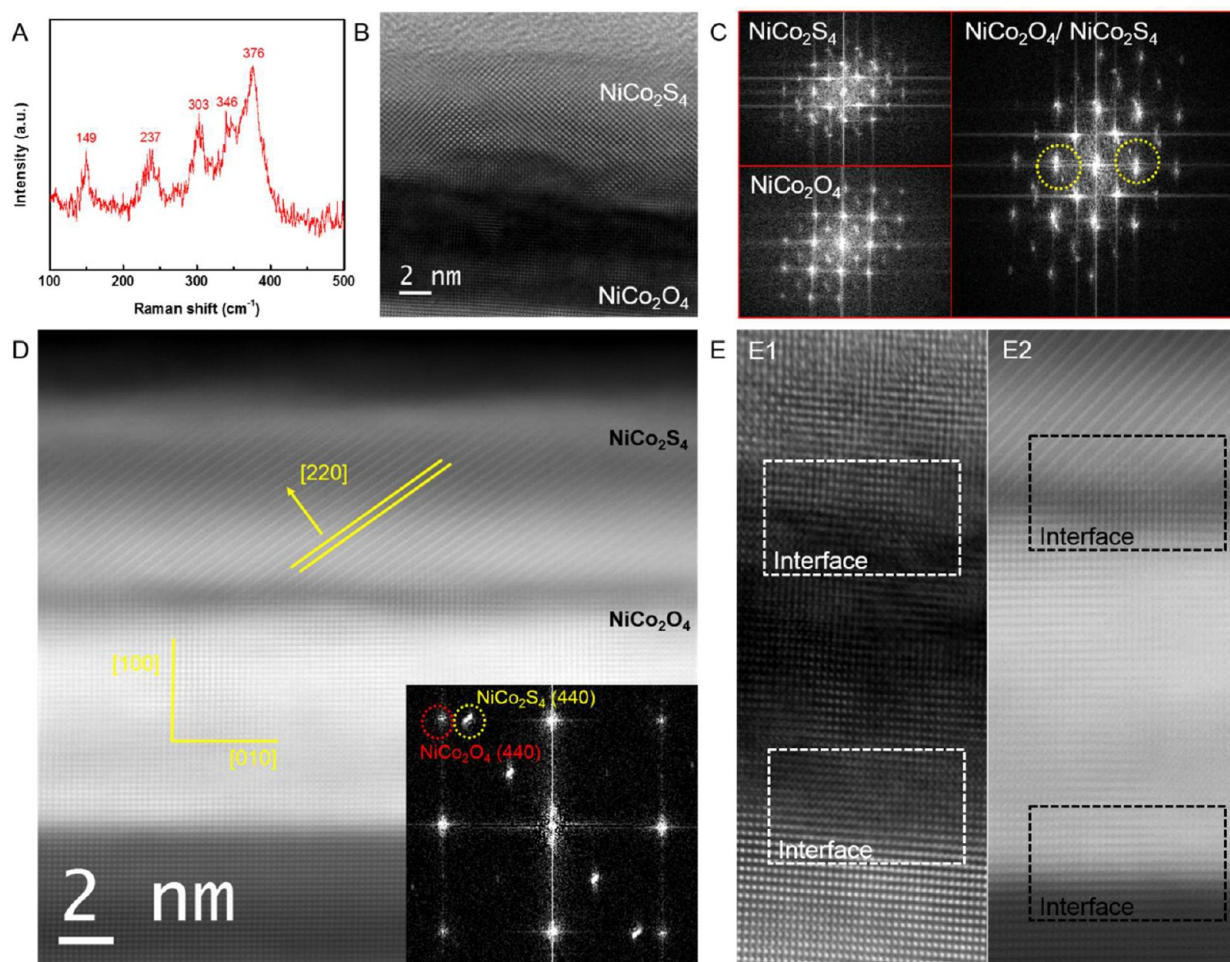 A
149
237
303
346
376
Intensity (a.u.)
100 200 300 400 500
Raman shift (cm⁻¹)
B
NiCo₂S₄
2 nm
NiCo₂O₄
C
NiCo₂S₄
NiCo₂O₄
NiCo₂O₄/ NiCo₂S₄
D
NiCo₂S₄
[220]
NiCo₂O₄
[100]
[010]
NiCo₂S₄ (440)
NiCo₂O₄ (440)
2 nm
E
E1
Interface
Interface
E2
Interface
Interface